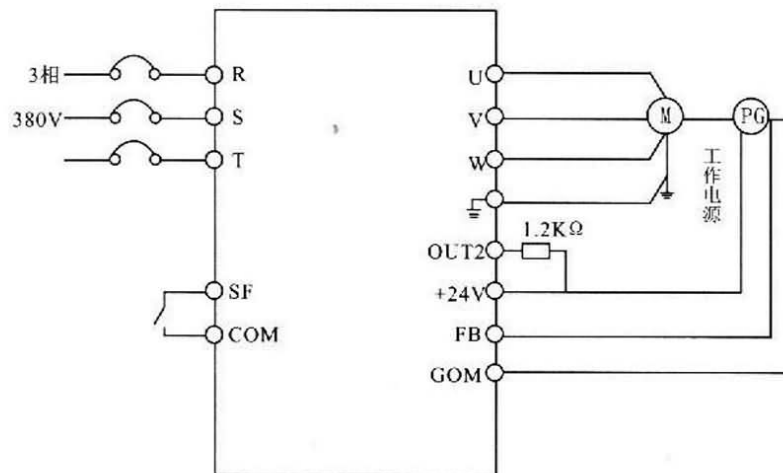 3相
380V
R
S
T
SF
COM
U
V
W
OUT2
+24V
FB
GOM
1.2KΩ
M
PG
工作电源